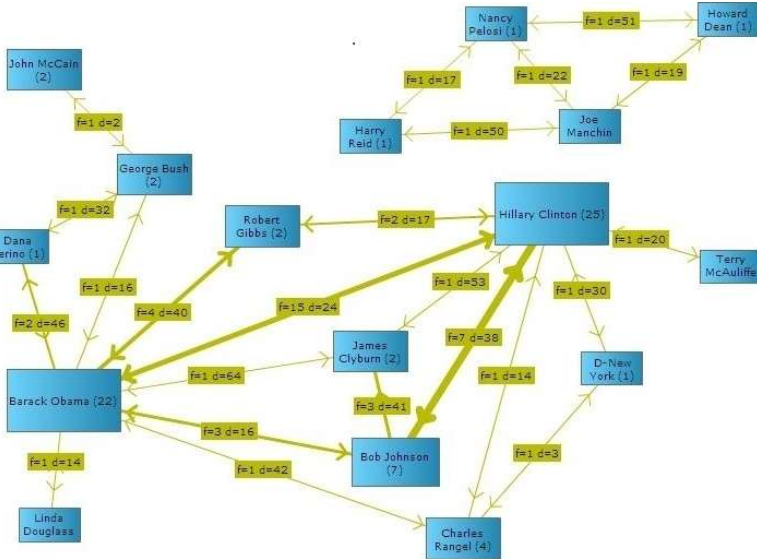 Nancy
Pelosi (1)
f=1 d=51
Howard
Dean (1)
John McCain
(2)
f=1 d=17
f=1 d=22
f=1 d=19
f=1 d=2
Harry
Reid (1)
f=1 d=50
Joe
Manchin
George Bush
(2)
f=1 d=32
Robert
Gibbs (2)
f=2 d=17
Hillary Clinton (25)
Dana
erino (1)
f=1 d=20
Terry
McAuliffe
f=1 d=16
f=4 d=40
f=15 d=24
f=1 d=53
f=1 d=30
f=2 d=46
f=7 d=38
James
Clyburn (2)
f=1 d=64
f=1 d=14
D-New
York (1)
Barack Obama (22)
f=3 d=41
f=3 d=16
f=1 d=3
Bob Johnson
(7)
f=1 d=14
f=1 d=42
Linda
Douglass
Charles
Rangel (4)